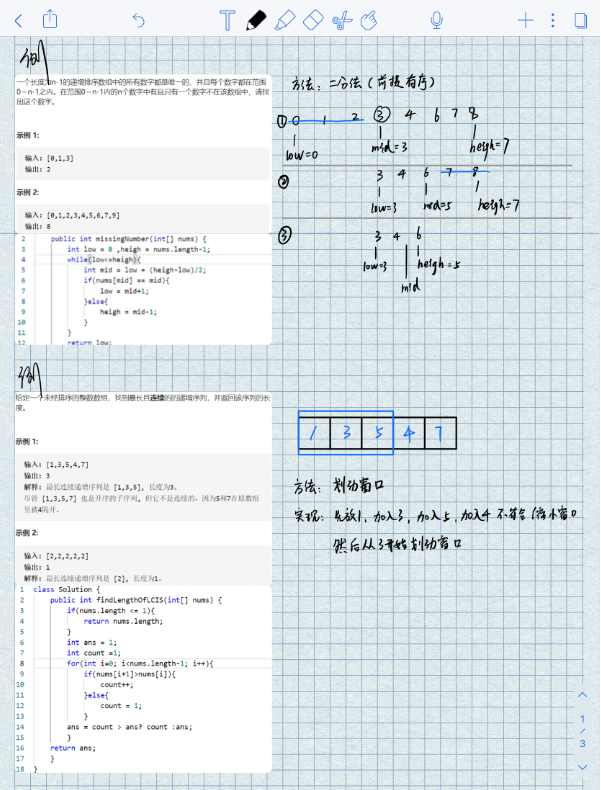 例
一个长度为n-1的递增排序数组中的所有数字都是唯一的，并且每个数字都在范围
0～n-1之内。在范围0～n-1内的n个数字中有且只有一个数字不在该数组中，请找
出这个数字。
示例 1:
输入: [0,1,3]
输出: 2
示例 2:
输入: [0,1,2,3,4,5,6,7,9]
输出: 8
2 public int missingNumber(int[] nums) {
3 int low = 0 ,heigh = nums.length-1;
4 while(low<=heigh){
5 int mid = low + (heigh-low)/2;
6 if(nums[mid] == mid){
7 low = mid+1;
8 }else{
9 heigh = mid-1;
10 }
11 }
12 return low;
方法：二分法（前提有序）
① 0 1 2 ③ 4 6 7 8
low=0 mid=3 heigh=7
② 3 4 6 7 8
low=3 mid=5 heigh=7
③ 3 4 6
low=3 heigh=5
mid
例
给定一个未经排序的整数数组，找到最长且连续的的递增序列，并返回该序列的长
度。
示例 1:
输入: [1,3,5,4,7]
输出: 3
解释: 最长连续递增序列是 [1,3,5], 长度为3。
尽管 [1,3,5,7] 也是升序的子序列, 但它不是连续的，因为5和7在原数组
里被4隔开。
示例 2:
输入: [2,2,2,2,2]
输出: 1
解释: 最长连续递增序列是 [2], 长度为1。
1 class Solution {
2 public int findLengthOfLCIS(int[] nums) {
3 if(nums.length <= 1){
4 return nums.length;
5 }
6 int ans = 1;
7 int count =1;
8 for(int i=0; i<nums.length-1; i++){
9 if(nums[i+1]>nums[i]){
10 count++;
11 }else{
12 count = 1;
13 }
14 ans = count > ans? count :ans;
15 }
16 return ans;
17 }
18 }
1 3 5 4 7
方法：划动窗口
实现：先放1，加入3，加入5，加入4不符合缩小窗口
然后从4开始划动窗口
1
/
3